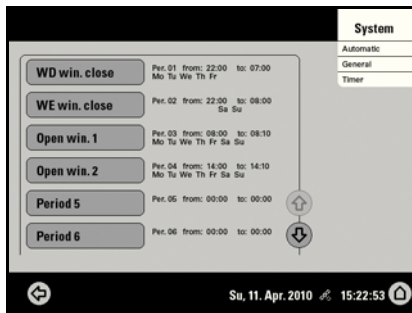 System
Automatic
General
Timer
WD win. close
Per. 01 from: 22:00 to: 07:00
Mo Tu We Th Fr
WE win. close
Per. 02 from: 22:00 to: 08:00
Sa Su
Open win. 1
Per. 03 from: 08:00 to: 08:10
Mo Tu We Th Fr Sa Su
Open win. 2
Per. 04 from: 14:00 to: 14:10
Mo Tu We Th Fr Sa Su
Period 5
Per. 05 from: 00:00 to: 00:00
Period 6
Per. 06 from: 00:00 to: 00:00
Su, 11. Apr. 2010 15:22:53